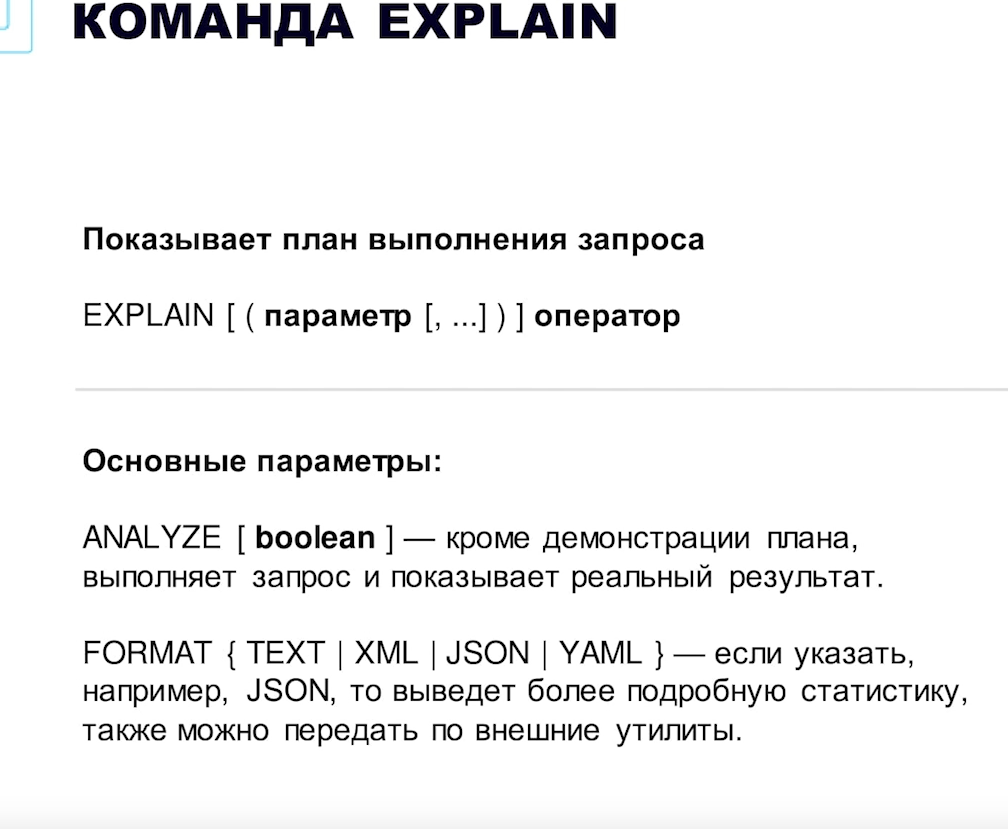 КОМАНДА EXPLAIN
Показывает план выполнения запроса
EXPLAIN [ ( параметр [, ...] ) ] оператор
Основные параметры:
ANALYZE [ boolean ] — кроме демонстрации плана,
выполняет запрос и показывает реальный результат.
FORMAT { TEXT | XML | JSON | YAML } — если указать,
например, JSON, то выведет более подробную статистику,
также можно передать по внешние утилиты.